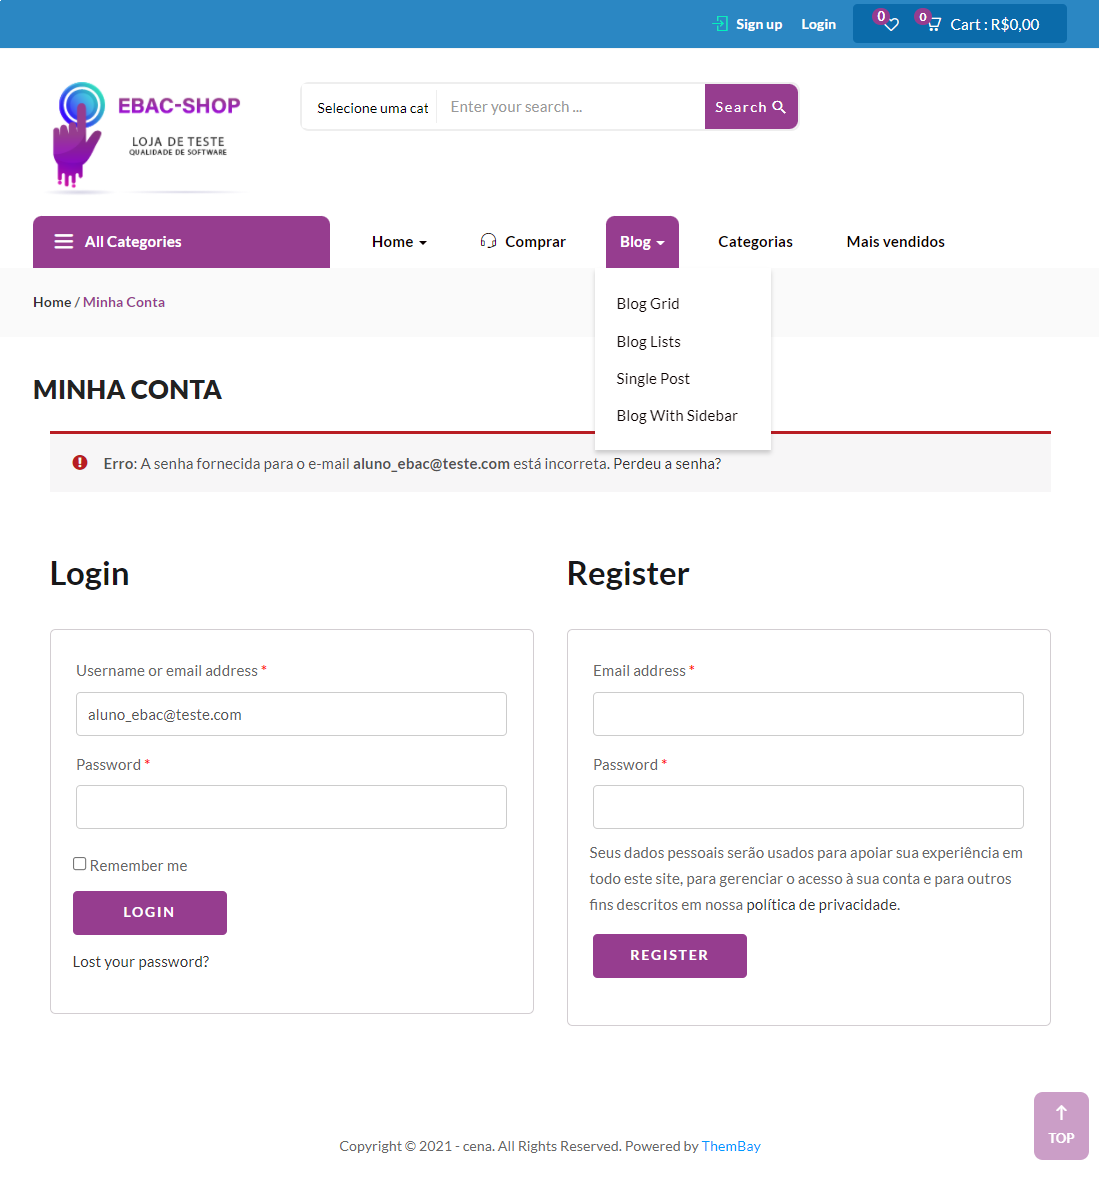 Sign up Login 0 0 Cart : R$0,00
EBAC-SHOP
LOJA DE TESTE
QUALIDADE DE SOFTWARE
Selecione uma cat Enter your search ... Search
All Categories Home Comprar Blog Categorias Mais vendidos
Home / Minha Conta
Blog Grid
Blog Lists
Single Post
Blog With Sidebar
MINHA CONTA
Erro: A senha fornecida para o e-mail aluno_ebac@teste.com está incorreta. Perdeu a senha?
Login
Username or email address *
aluno_ebac@teste.com
Password *
Remember me
LOGIN
Lost your password?
Register
Email address *
Password *
Seus dados pessoais serão usados para apoiar sua experiência em
todo este site, para gerenciar o acesso à sua conta e para outros
fins descritos em nossa política de privacidade.
REGISTER
TOP
Copyright © 2021 - cena. All Rights Reserved. Powered by ThemBay